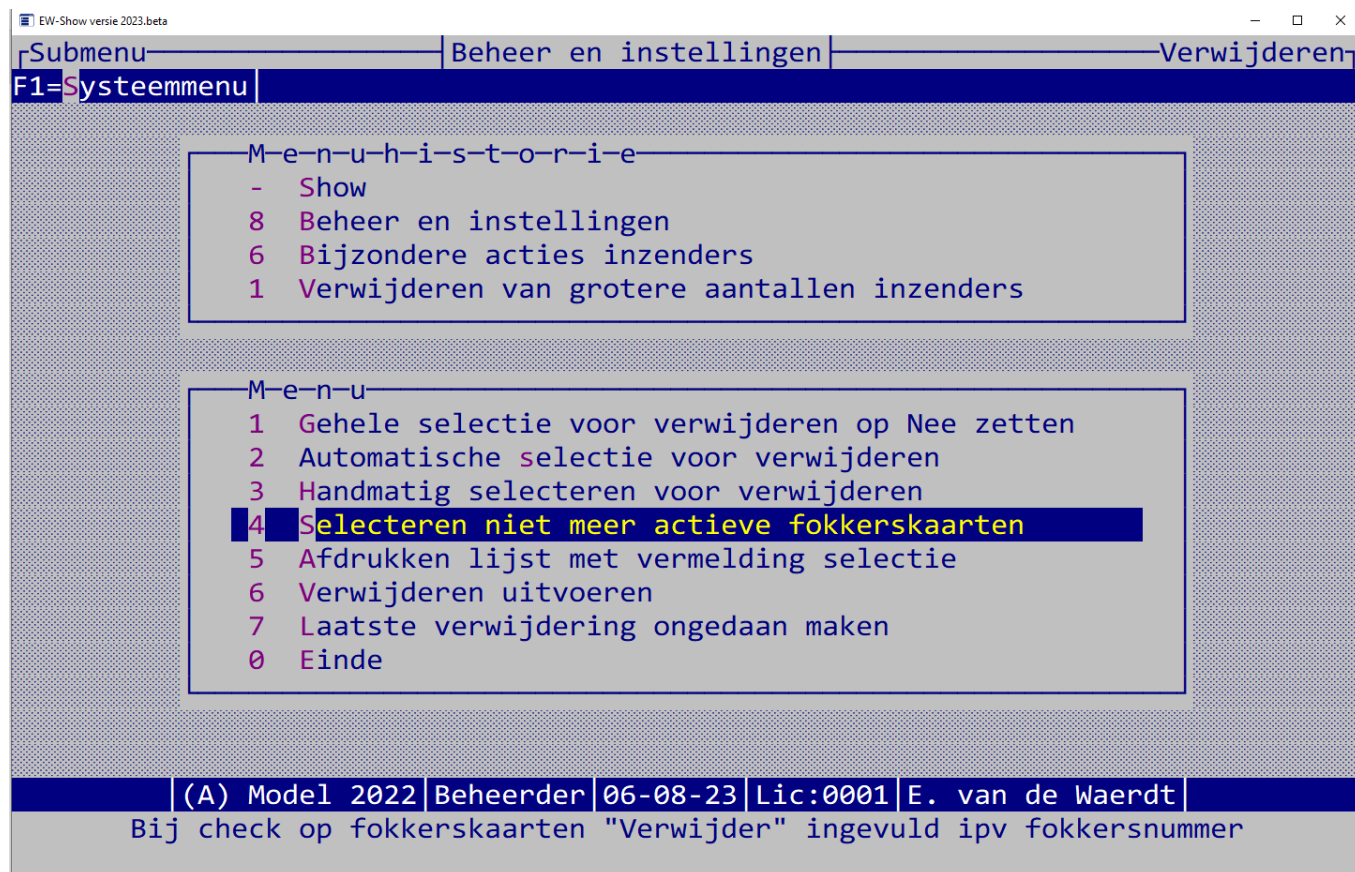 EW-Show versie 2023.beta
Submenu Beheer en instellingen Verwijderen
F1=Systeemmenu
M-e-n-u-h-i-s-t-o-r-i-e
- Show
8 Beheer en instellingen
6 Bijzondere acties inzenders
1 Verwijderen van grotere aantallen inzenders
M-e-n-u
1 Gehele selectie voor verwijderen op Nee zetten
2 Automatische selectie voor verwijderen
3 Handmatig selecteren voor verwijderen
4 Selecteren niet meer actieve fokkerskaarten
5 Afdrukken lijst met vermelding selectie
6 Verwijderen uitvoeren
7 Laatste verwijdering ongedaan maken
0 Einde
(A) Model 2022 Beheerder 06-08-23 Lic:0001 E. van de Waerdt
Bij check op fokkerskaarten "Verwijder" ingevuld ipv fokkersnummer